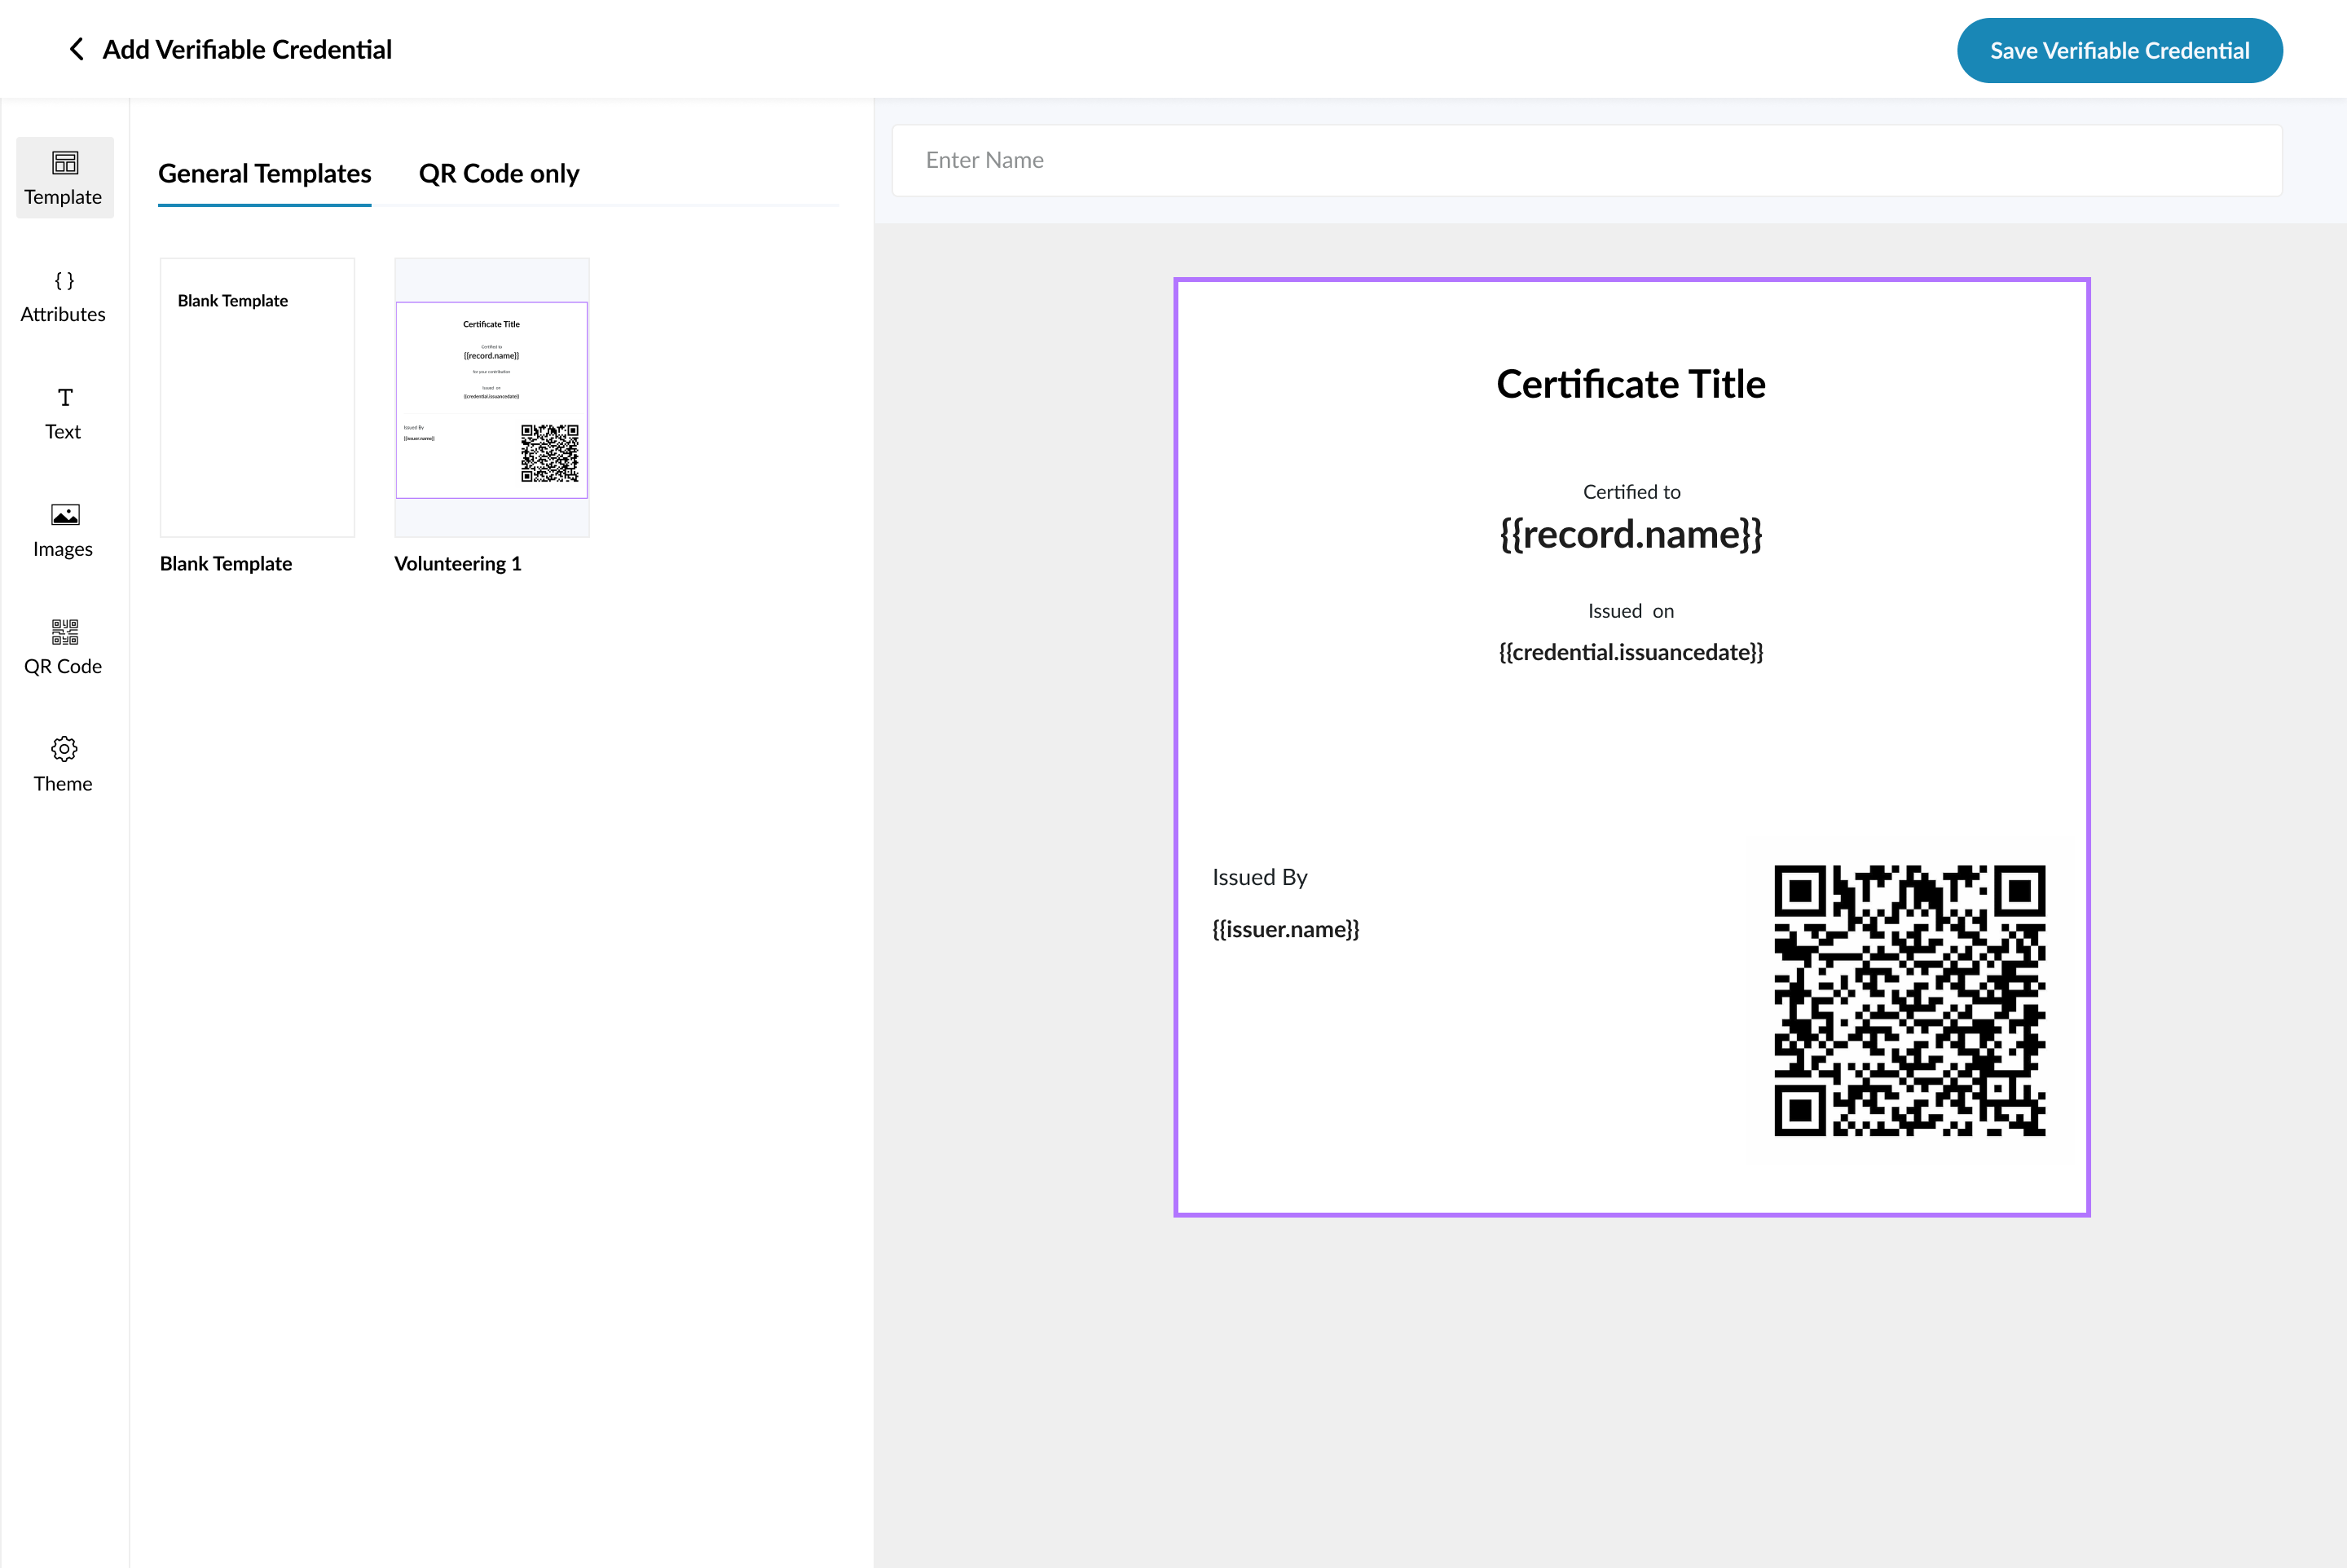 Add Verifiable Credential
Save Verifiable Credential
Template
Attributes
Text
Images
QR Code
Theme
General Templates
QR Code only
Blank Template
Blank Template
Certificate Title
Certified to
{{record.name}}
for your contribution
Issued on
{{credential.issuancedate}}
Issued By
{{issuer.name}}
Volunteering 1
Enter Name
Certificate Title
Certified to
{{record.name}}
Issued on
{{credential.issuancedate}}
Issued By
{{issuer.name}}